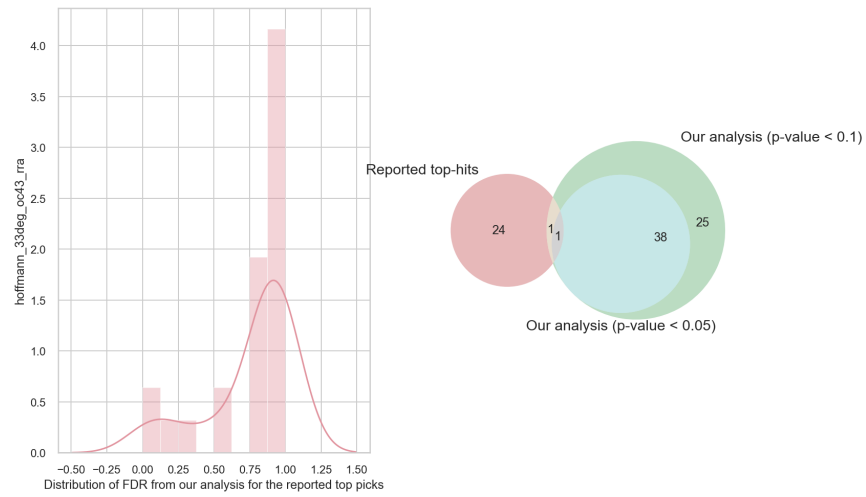 hoffmann_33deg_oc43_rra
4.0
3.5
3.0
2.5
2.0
1.5
1.0
0.5
0.0
−0.50 −0.25 0.00 0.25 0.50 0.75 1.00 1.25 1.50
Distribution of FDR from our analysis for the reported top picks
Our analysis (p-value < 0.1)
Reported top-hits
24
1
1
38
25
Our analysis (p-value < 0.05)